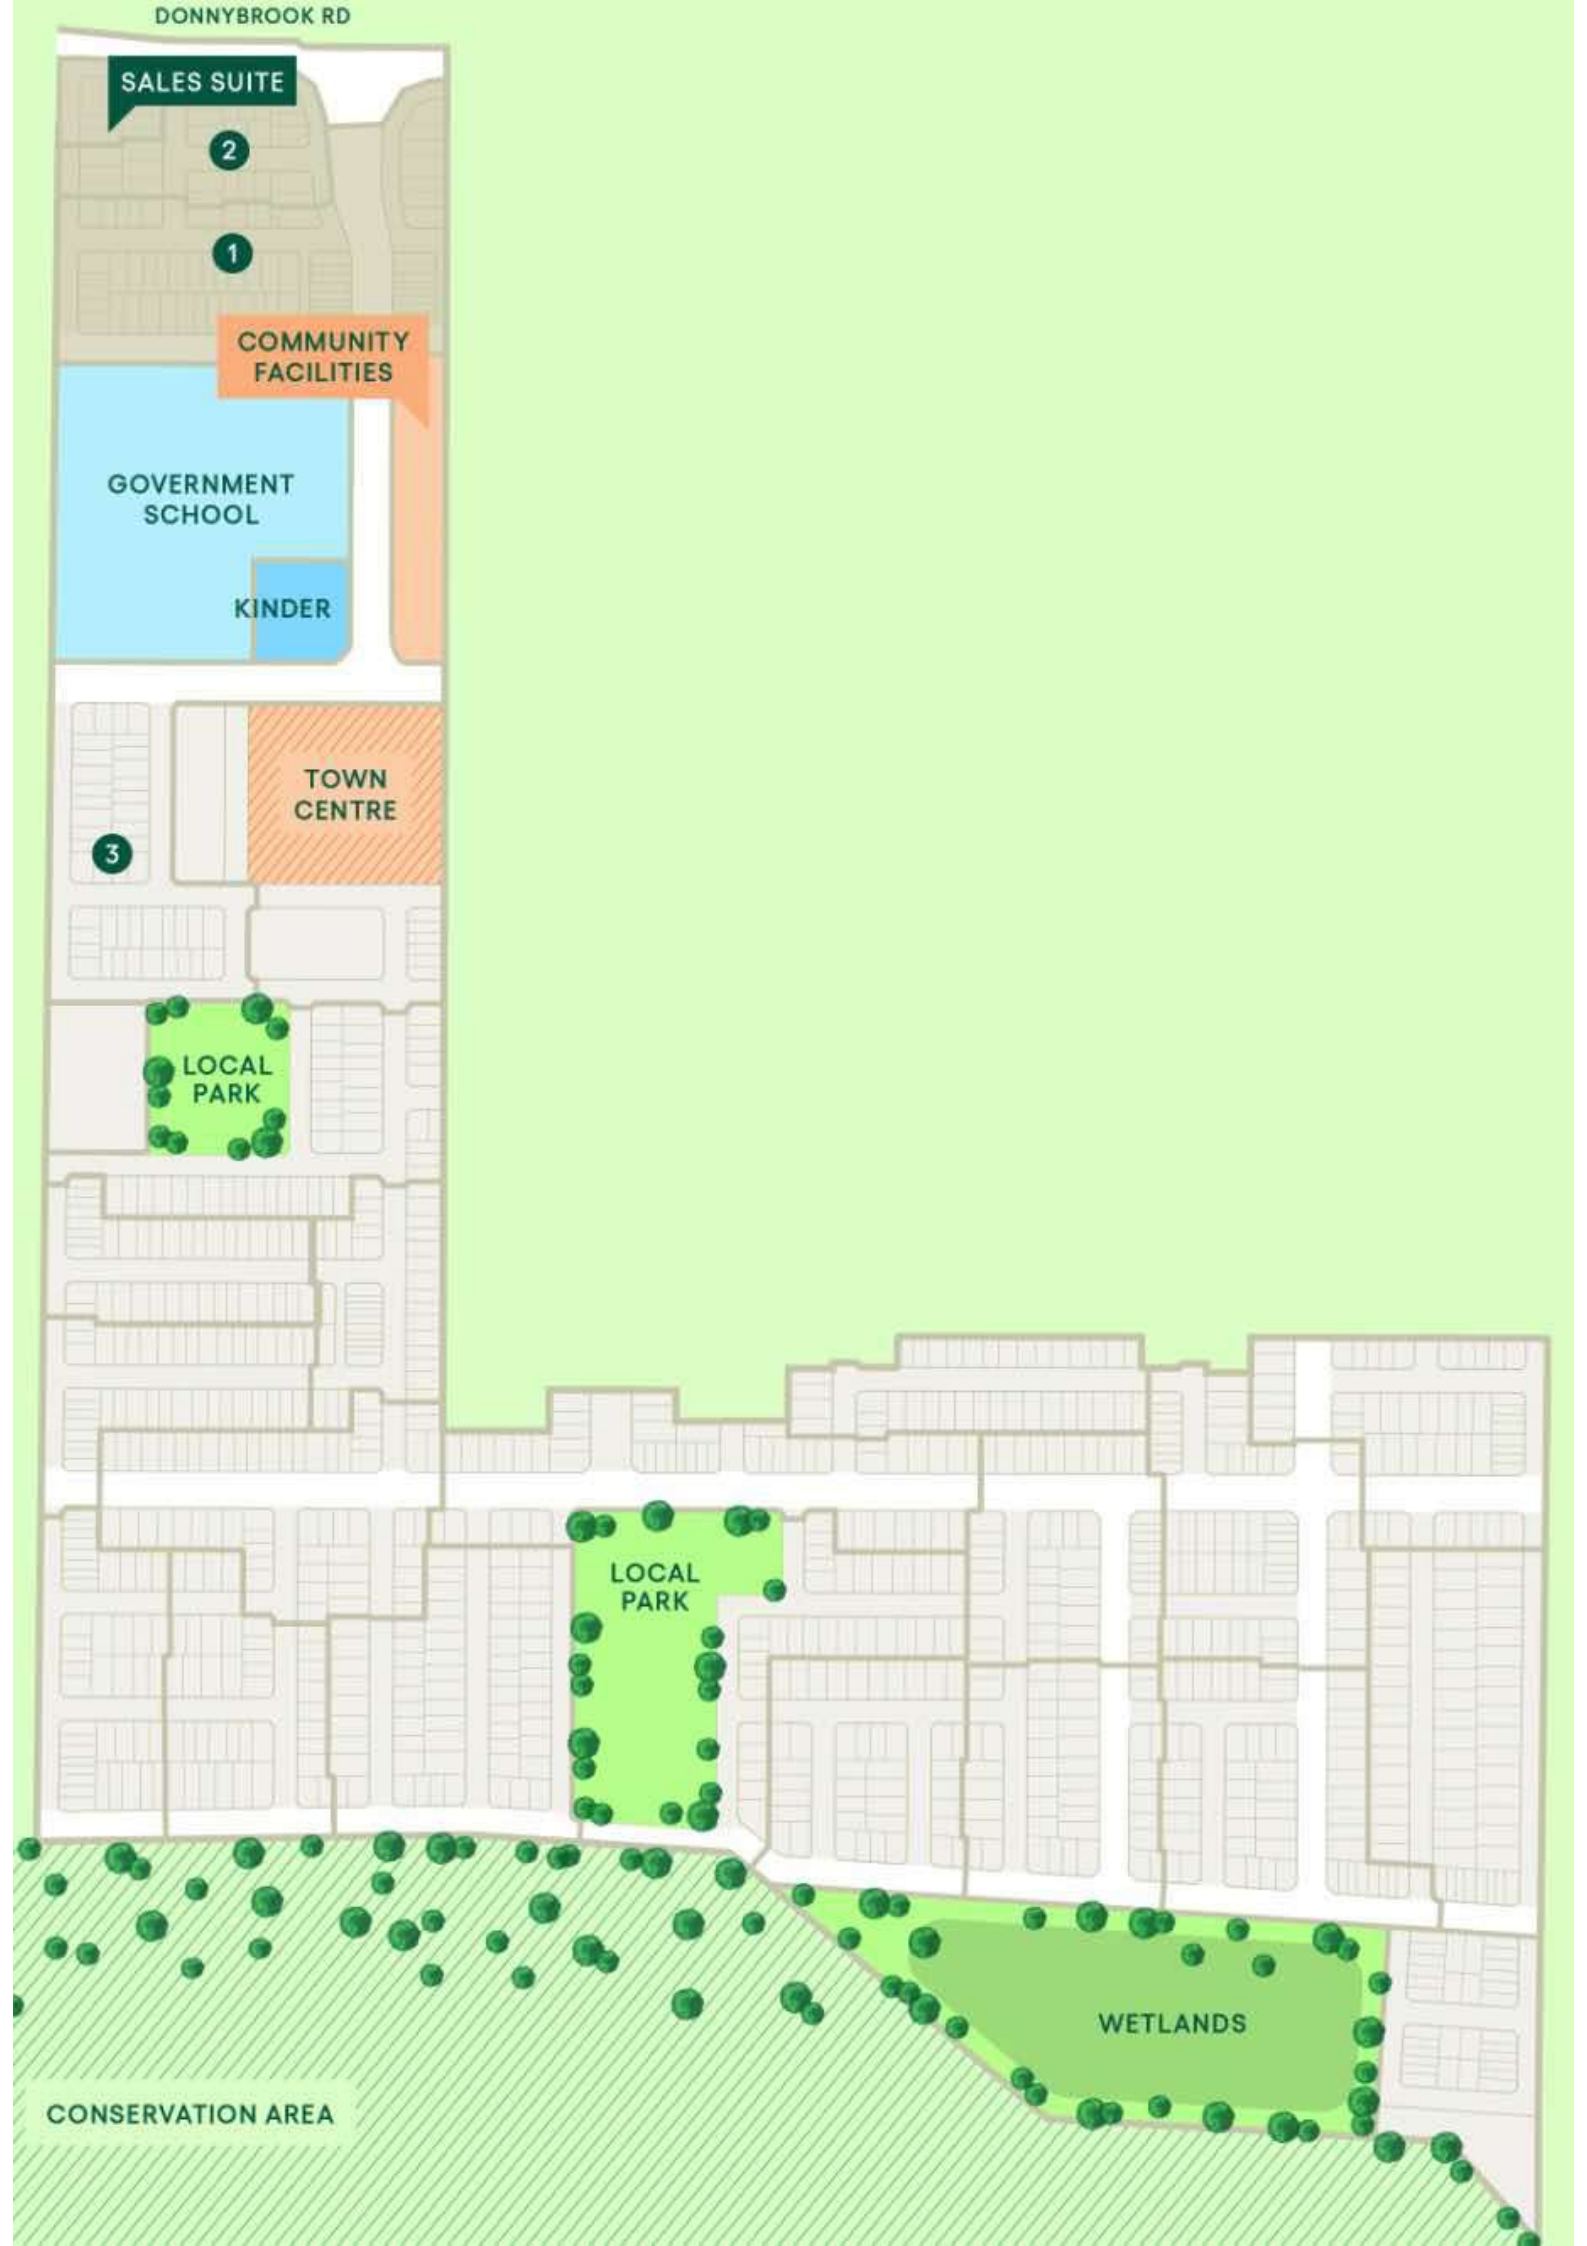 DONNYBROOK RD
SALES SUITE
2
1
COMMUNITY
FACILITIES
GOVERNMENT
SCHOOL
KINDER
TOWN
CENTRE
3
LOCAL
PARK
LOCAL
PARK
WETLANDS
CONSERVATION AREA